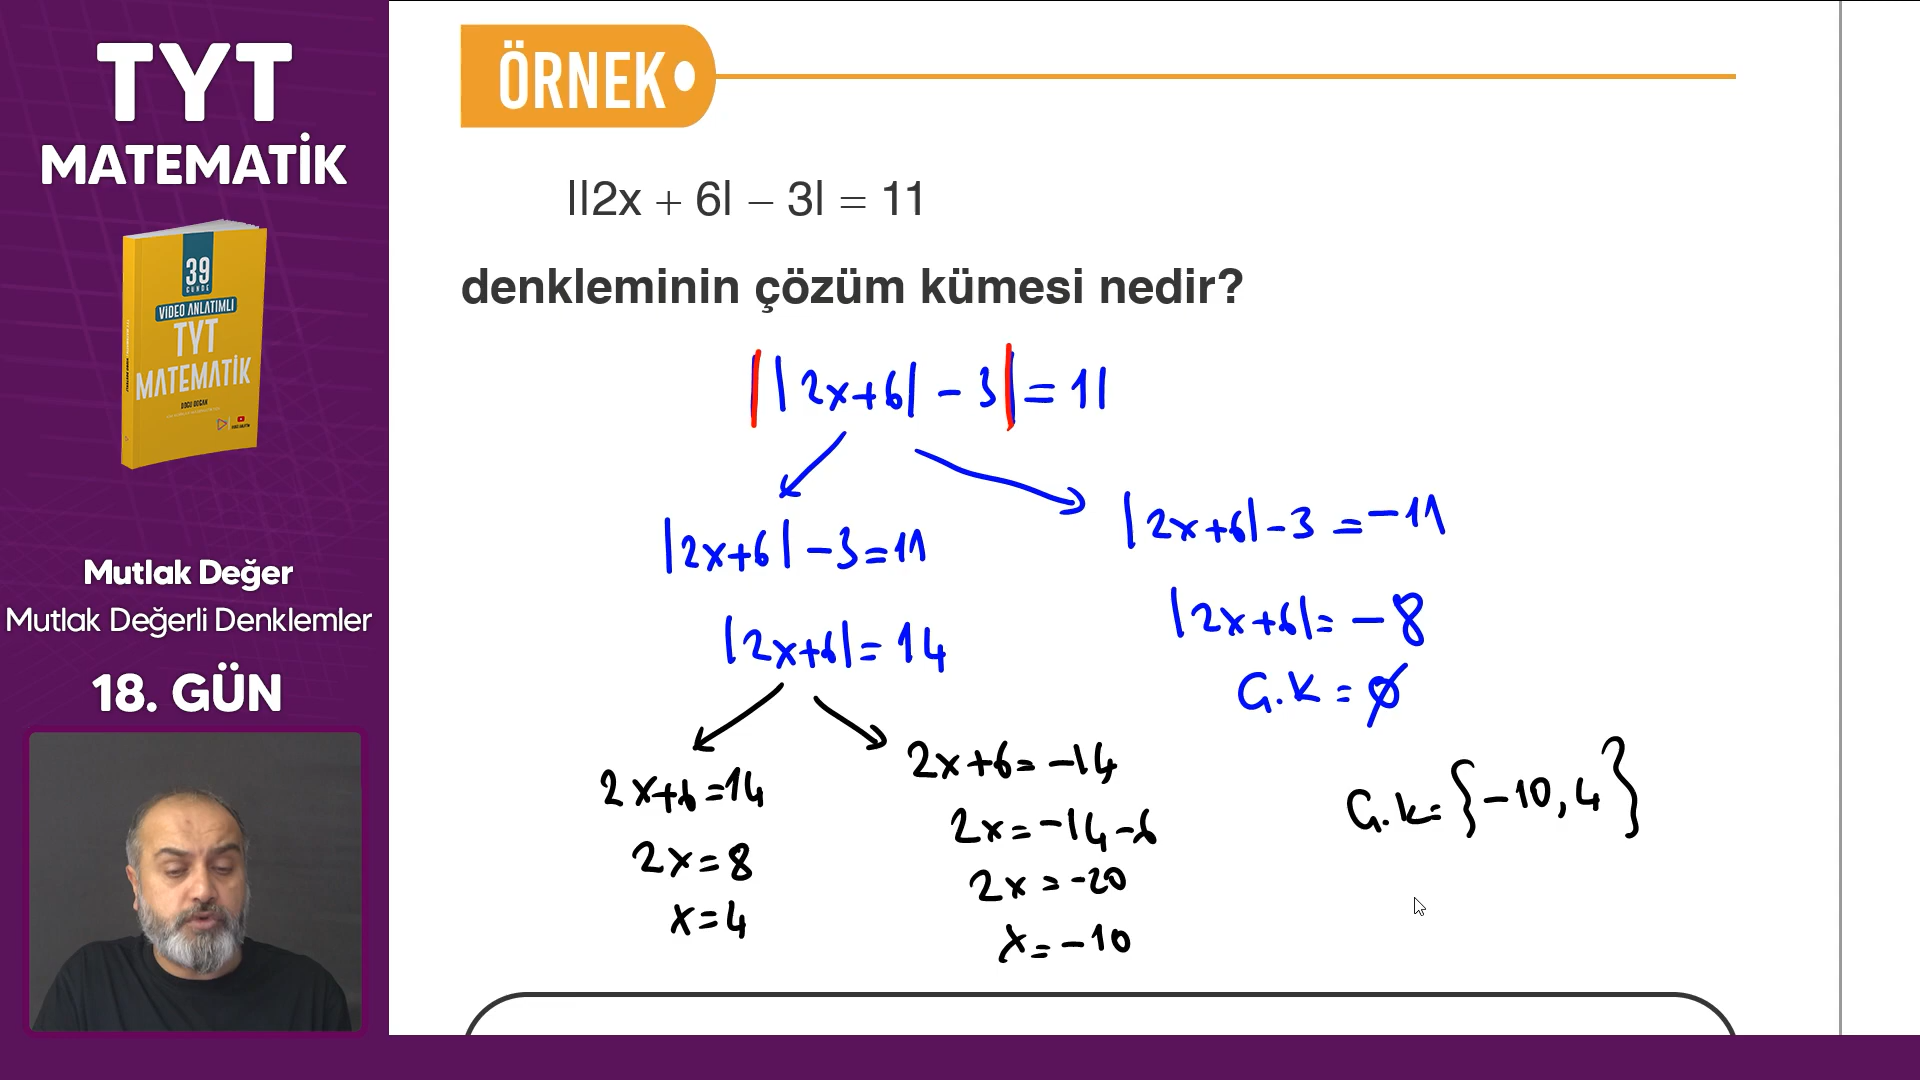 TYT
MATEMATİK
39
GÜNDE
VİDEO ANLATIMLI
TYT
MATEMATİK
Mutlak Değer
Mutlak Değerli Denklemler
18. GÜN
ÖRNEK
||2x + 6| − 3| = 11
denkleminin çözüm kümesi nedir?
||2x+6| − 3| = 11
|2x+6| − 3 = 11
|2x+6| − 3 = −11
|2x+6| = 14
|2x+6| = −8
Ç.K = ∅
2x+6 = 14
2x = 8
x = 4
2x+6 = −14
2x = −14−6
2x = −20
x = −10
Ç.K = {−10, 4}